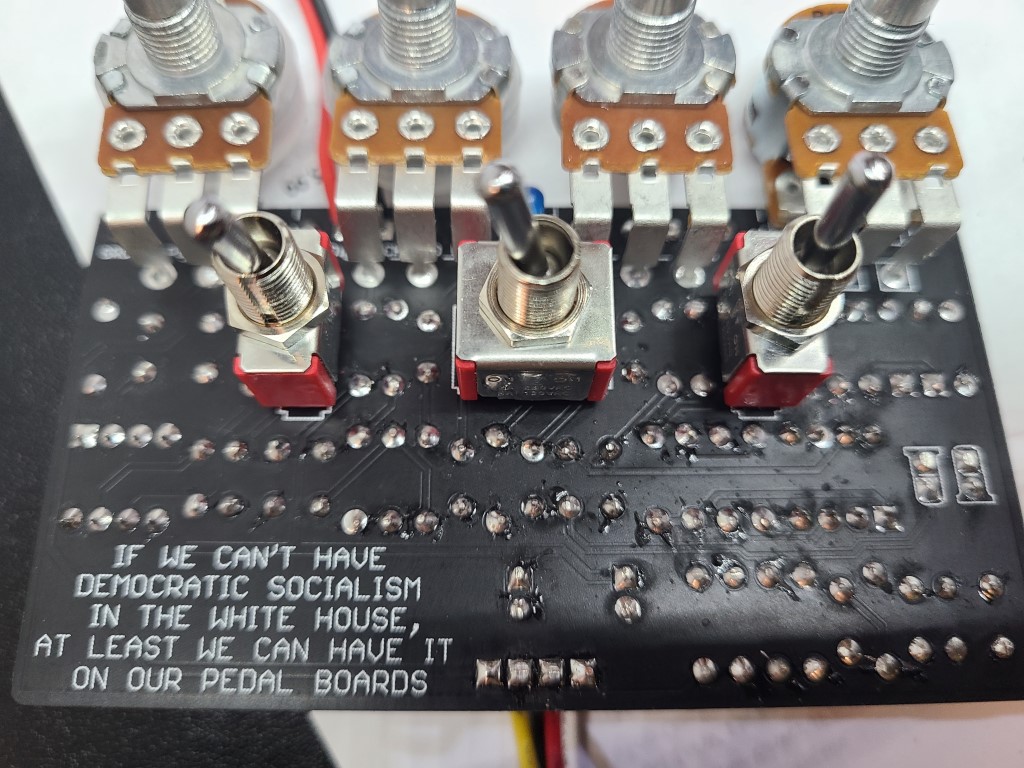 IF WE CAN'T HAVE
DEMOCRATIC SOCIALISM
IN THE WHITE HOUSE,
AT LEAST WE CAN HAVE IT
ON OUR PEDAL BOARDS